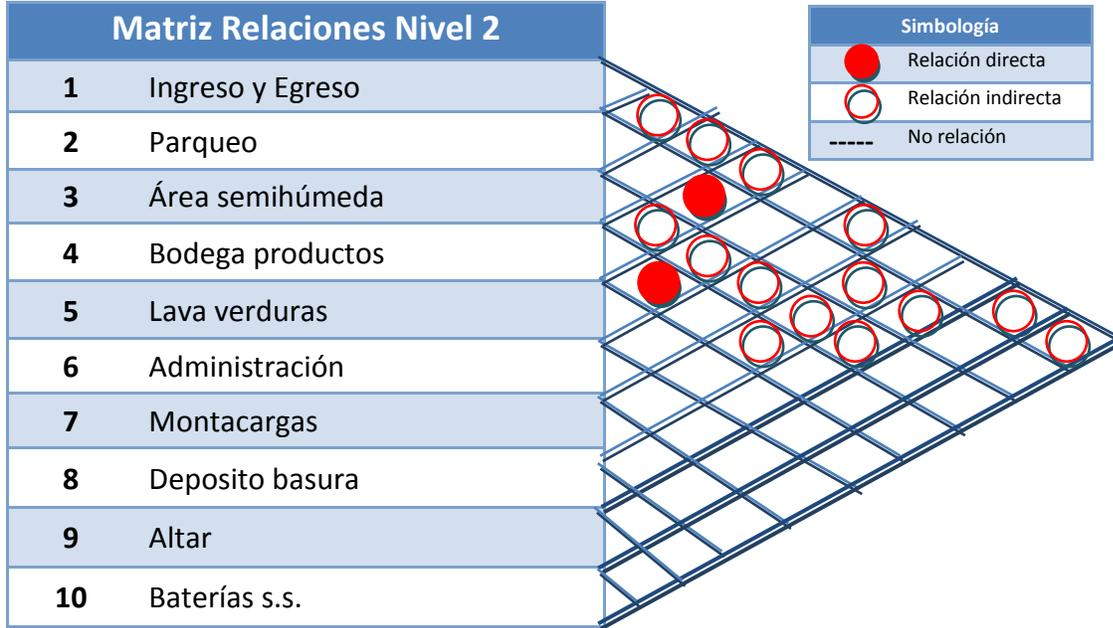 Matriz Relaciones Nivel 2
1 Ingreso y Egreso
2 Parqueo
3 Área semihúmeda
4 Bodega productos
5 Lava verduras
6 Administración
7 Montacargas
8 Deposito basura
9 Altar
10 Baterías s.s.
Simbología
Relación directa
Relación indirecta
----- No relación